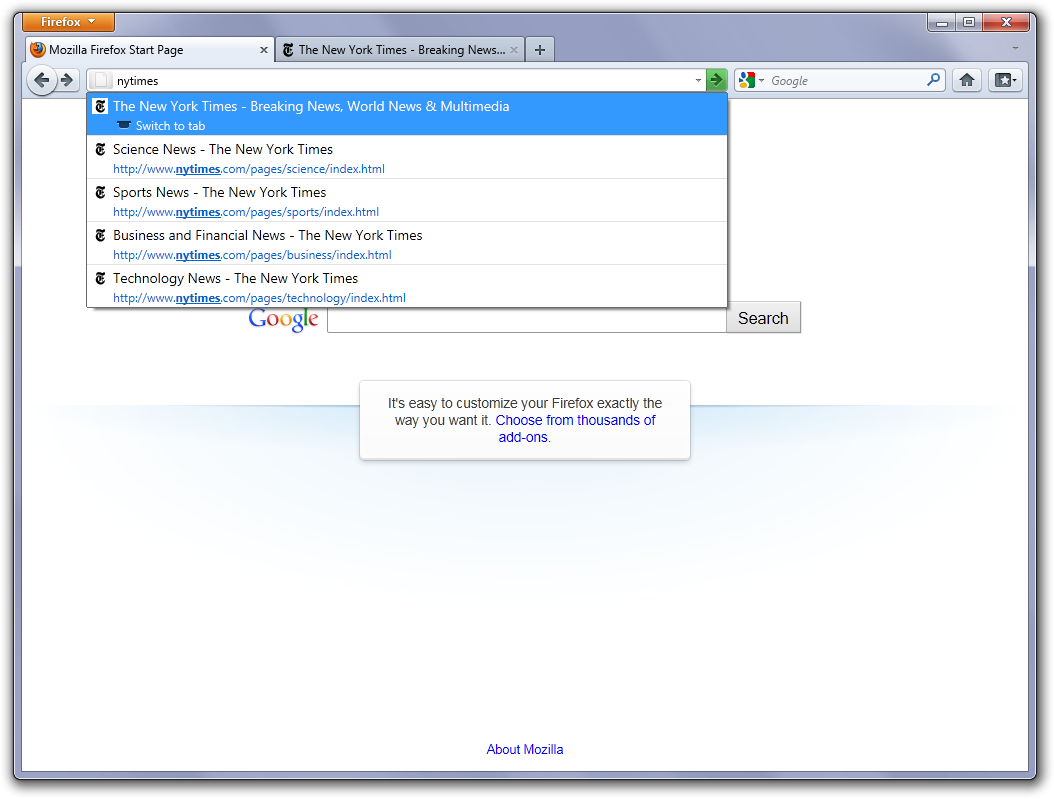 Firefox
Mozilla Firefox Start Page
The New York Times - Breaking News...
nytimes
Google
The New York Times - Breaking News, World News & Multimedia
Switch to tab
Science News - The New York Times
http://www.nytimes.com/pages/science/index.html
Sports News - The New York Times
http://www.nytimes.com/pages/sports/index.html
Business and Financial News - The New York Times
http://www.nytimes.com/pages/business/index.html
Technology News - The New York Times
http://www.nytimes.com/pages/technology/index.html
Google
Search
It's easy to customize your Firefox exactly the
way you want it. Choose from thousands of
add-ons.
About Mozilla